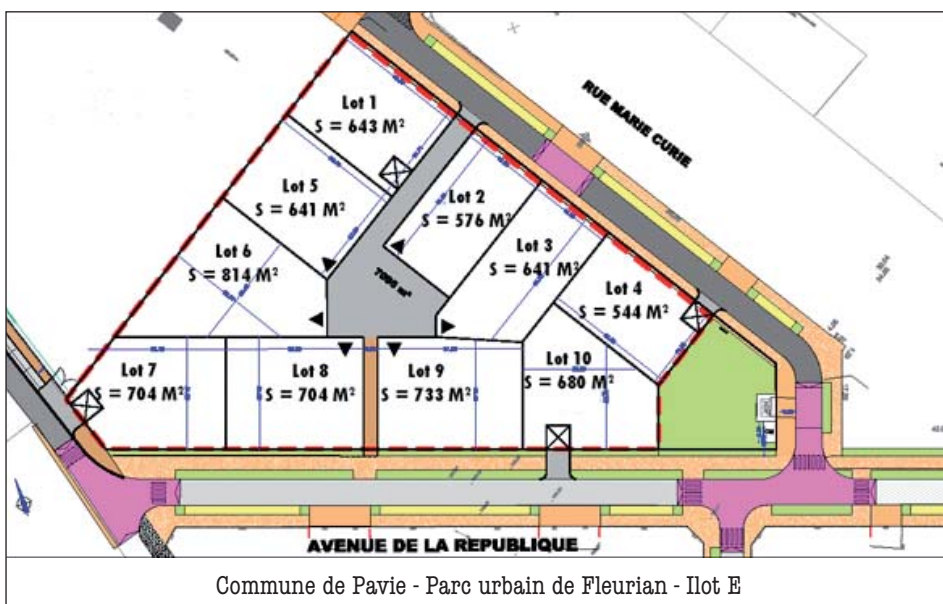 RUE MARIE CURIE
Lot 1
S = 643 M²
Lot 2
S = 576 M²
Lot 5
S = 641 M²
Lot 3
S = 641 M²
Lot 6
S = 814 M²
Lot 4
S = 544 M²
Lot 7
S = 704 M²
Lot 8
S = 704 M²
Lot 9
S = 733 M²
Lot 10
S = 680 M²
AVENUE DE LA REPUBLIQUE
Commune de Pavie - Parc urbain de Fleurian - Ilot E